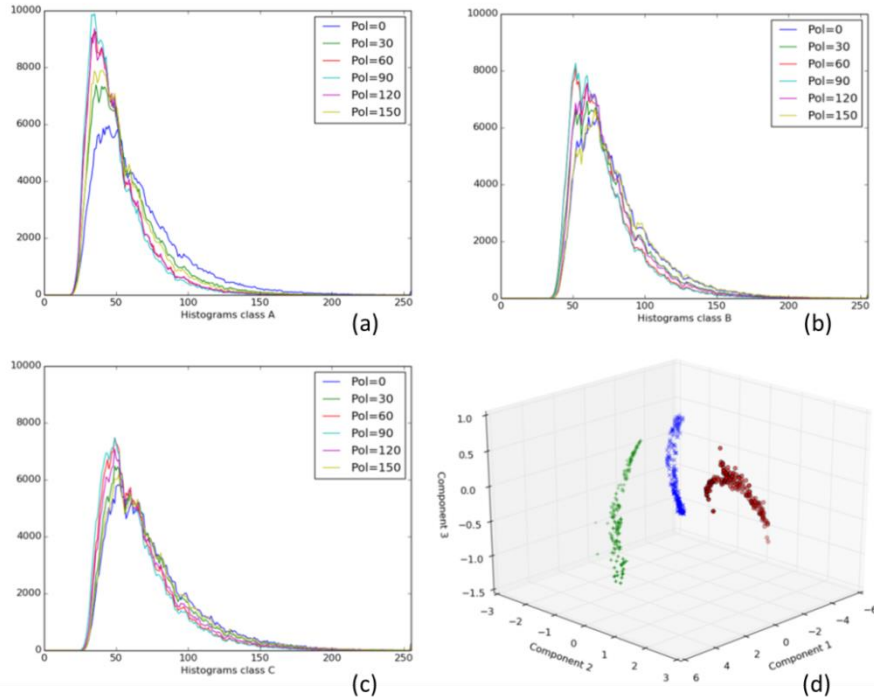 10000
8000
6000
4000
2000
0
0 50 100 150 200 250
Pol=0
Pol=30
Pol=60
Pol=90
Pol=120
Pol=150
Histograms class A
(a)
10000
8000
6000
4000
2000
0
0 50 100 150 200 250
Pol=0
Pol=30
Pol=60
Pol=90
Pol=120
Pol=150
Histograms class B
(b)
10000
8000
6000
4000
2000
0
0 50 100 150 200 250
Pol=0
Pol=30
Pol=60
Pol=90
Pol=120
Pol=150
Histograms class C
(c)
1.0
0.5
0.0
-0.5
-1.0
-1.5
Component 3
-3 -2 -1 0 1 2 3
Component 2
6 4 2 0 -2 -4 -6
Component 1
(d)